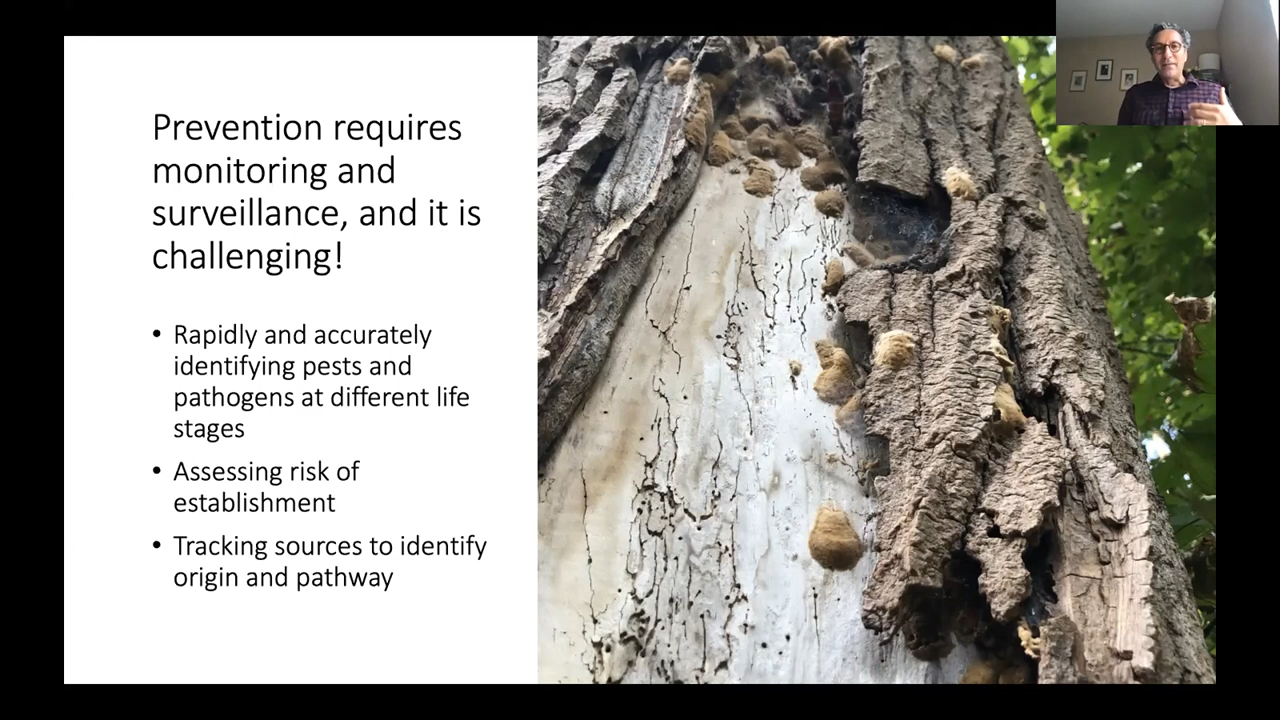 Prevention requires
monitoring and
surveillance, and it is
challenging!
• Rapidly and accurately
identifying pests and
pathogens at different life
stages
• Assessing risk of
establishment
• Tracking sources to identify
origin and pathway